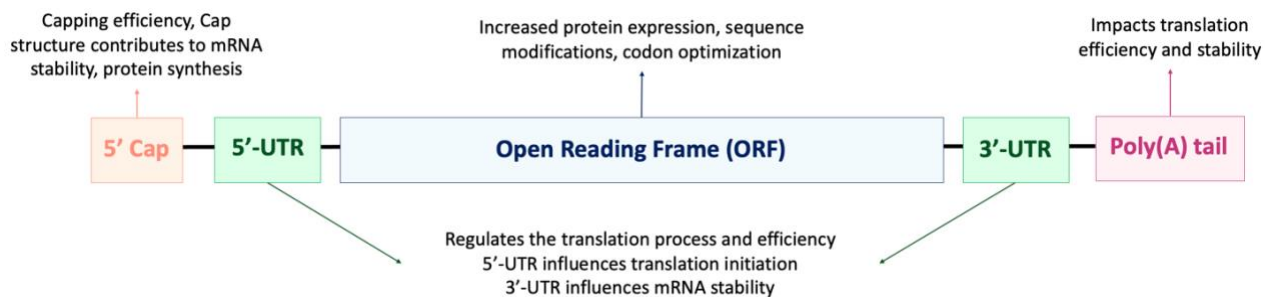 Capping efficiency, Cap
structure contributes to mRNA
stability, protein synthesis
Increased protein expression, sequence
modifications, codon optimization
Impacts translation
efficiency and stability
5’ Cap
5’-UTR
Open Reading Frame (ORF)
3’-UTR
Poly(A) tail
Regulates the translation process and efficiency
5’-UTR influences translation initiation
3’-UTR influences mRNA stability